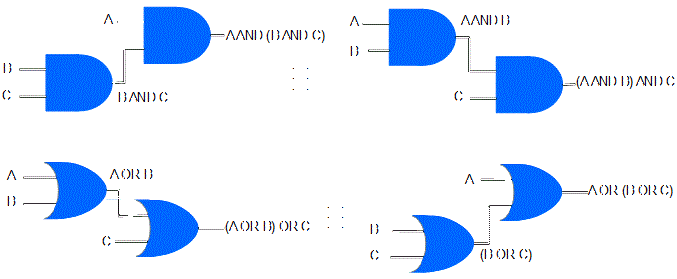 A
A AND (B AND C)
B
C
B AND C
A
B
A AND B
C
(A AND B) AND C
A
B
A OR B
C
(A OR B) OR C
A
A OR (B OR C)
B
C
(B OR C)